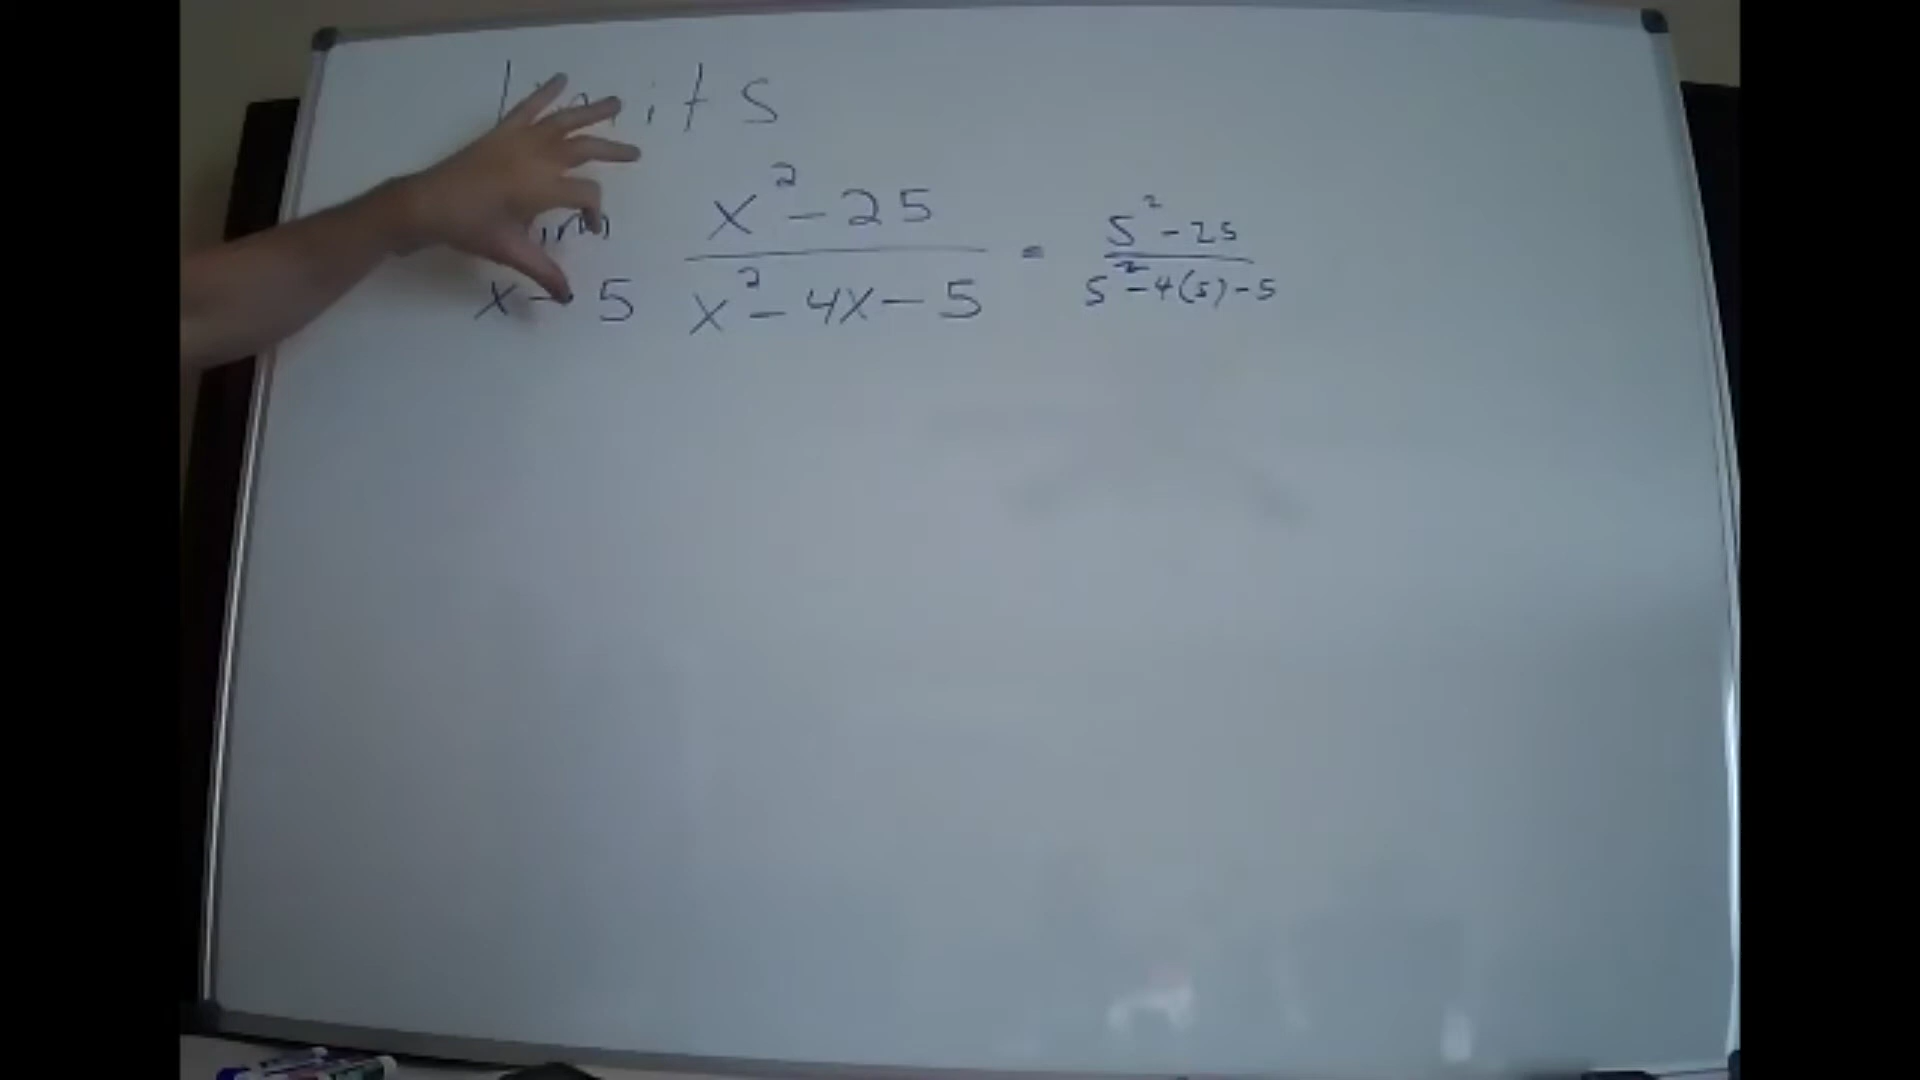 limits
lim x→5 (x² - 25)/(x² - 4x - 5) = (5² - 25)/(5² - 4(5) - 5)